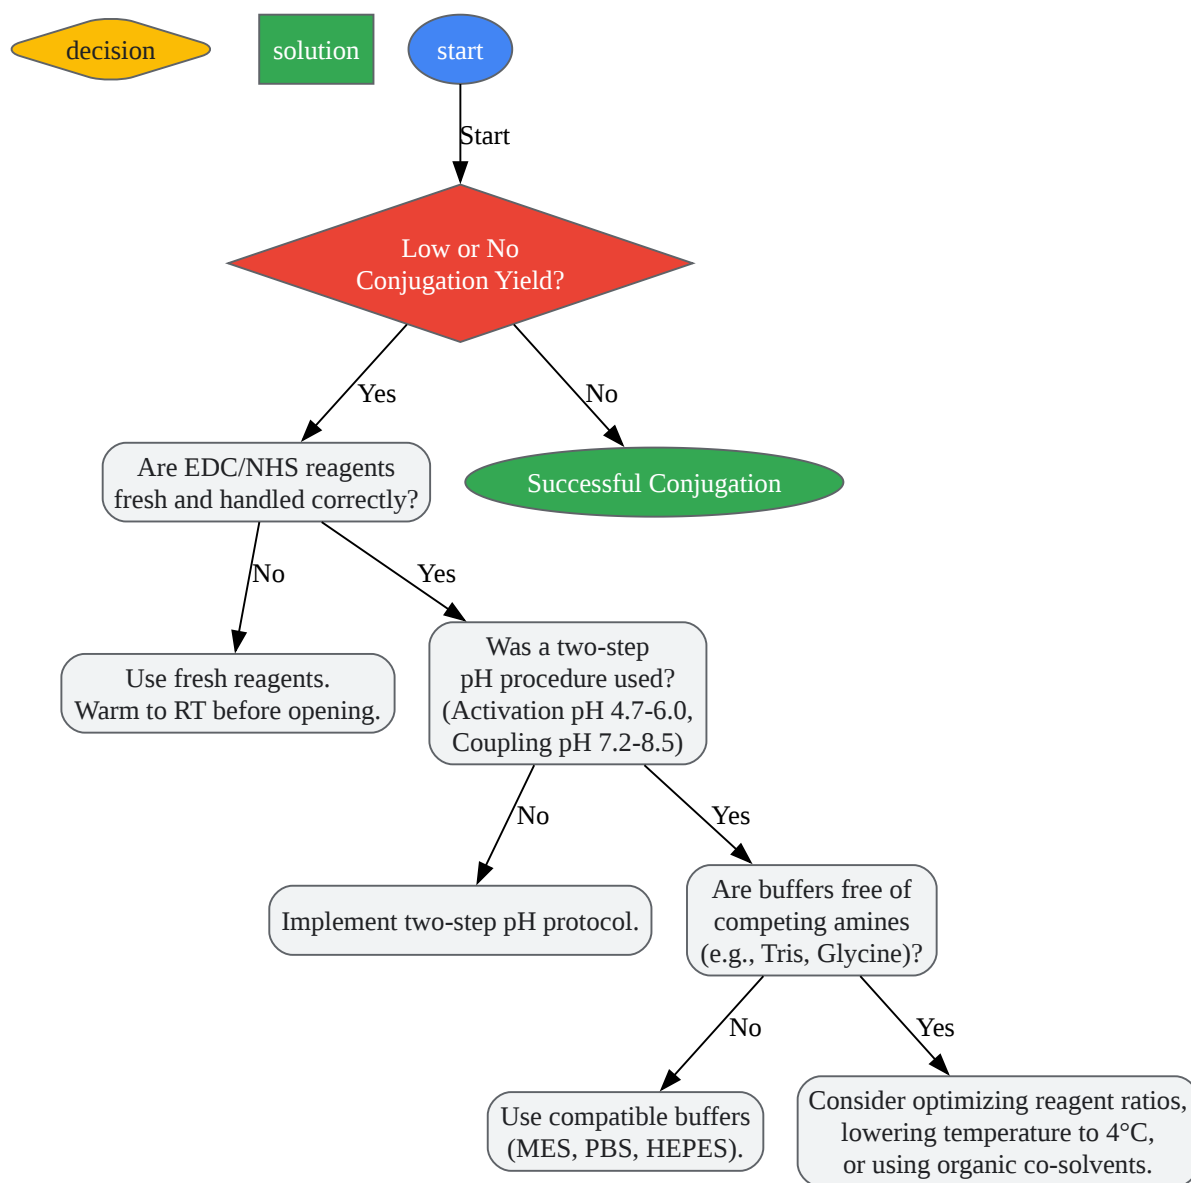 decision
solution
start
Start
Low or No
Conjugation Yield?
Yes
No
Are EDC/NHS reagents
fresh and handled correctly?
Successful Conjugation
No
Yes
Use fresh reagents.
Warm to RT before opening.
Was a two-step
pH procedure used?
(Activation pH 4.7-6.0,
Coupling pH 7.2-8.5)
No
Yes
Implement two-step pH protocol.
Are buffers free of
competing amines
(e.g., Tris, Glycine)?
No
Yes
Use compatible buffers
(MES, PBS, HEPES).
Consider optimizing reagent ratios,
lowering temperature to 4°C,
or using organic co-solvents.